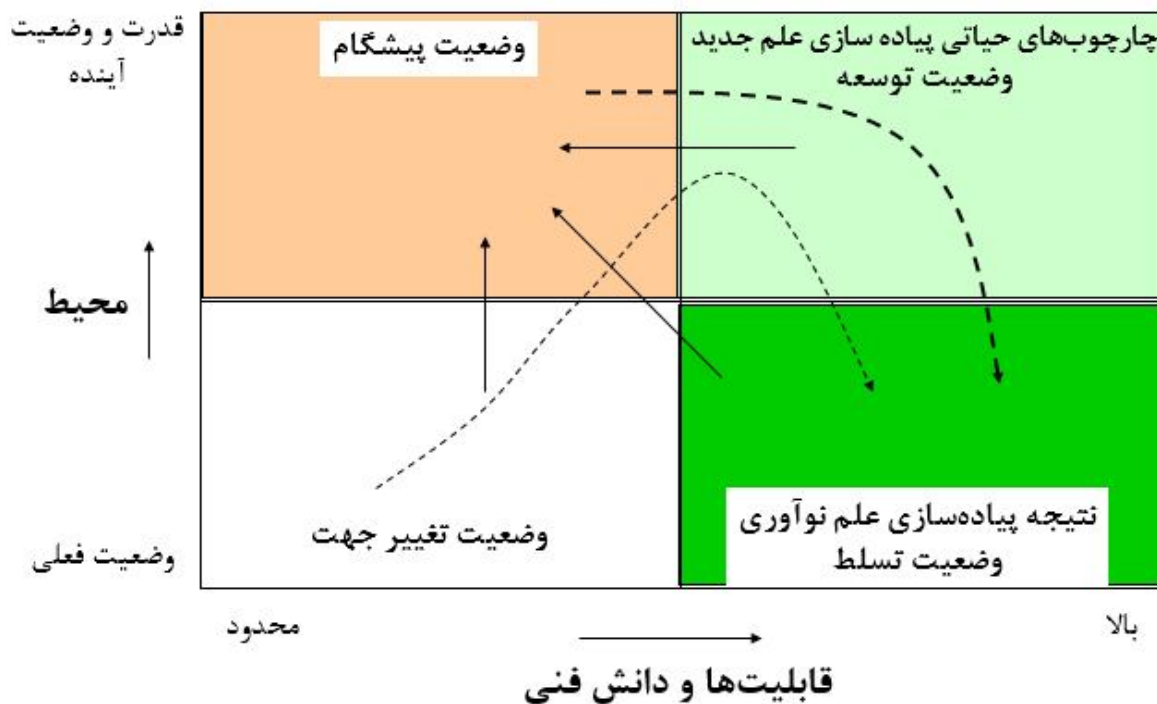 قدرت و وضعیت
آینده
وضعیت پیشگام
چارچوب‌های حیاتی پیاده سازی علم جدید
وضعیت توسعه
محیط
وضعیت تغییر جهت
نتیجه پیاده‌سازی علم نوآوری
وضعیت تسلط
وضعیت فعلی
محدود
بالا
قابلیت‌ها و دانش فنی